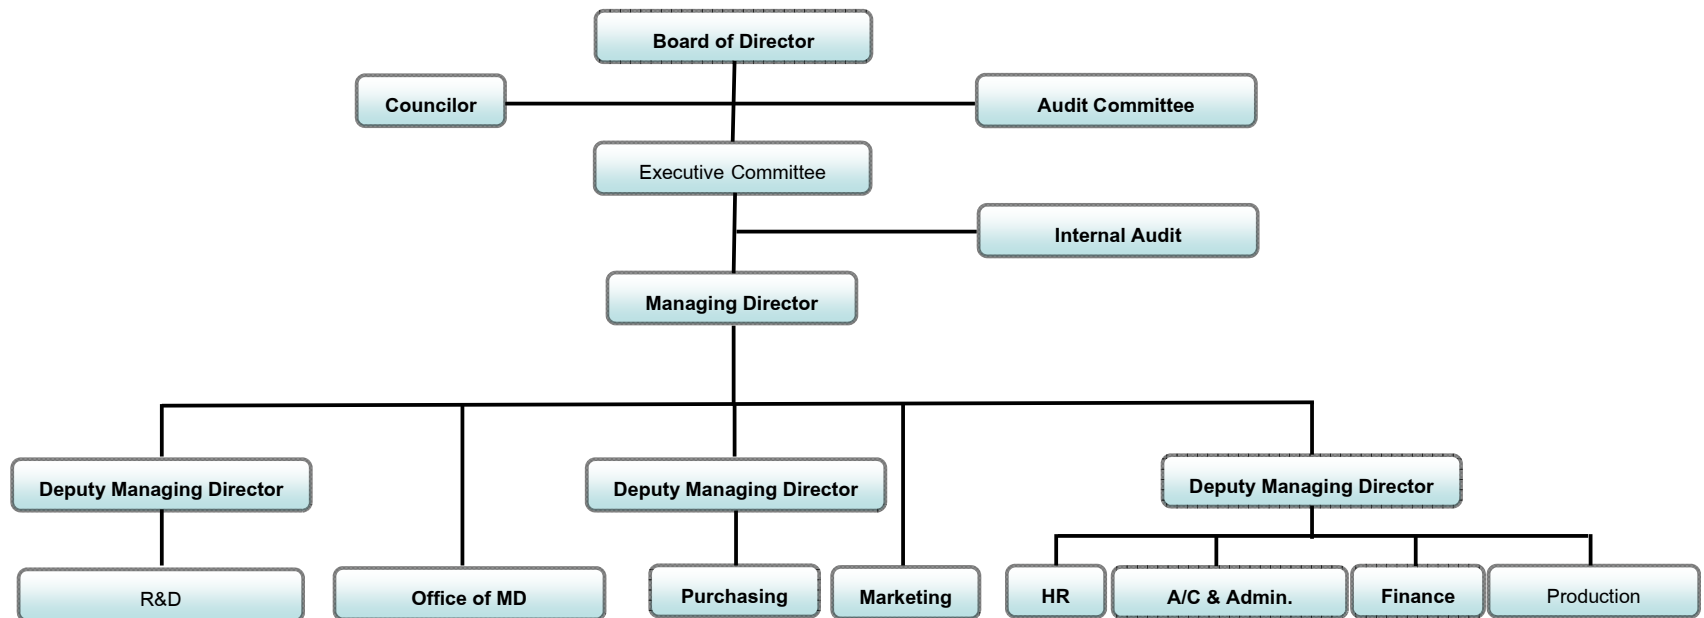 Board of Director
Councilor
Audit Committee
Executive Committee
Internal Audit
Managing Director
Deputy Managing Director
Deputy Managing Director
Deputy Managing Director
R&D
Office of MD
Purchasing
Marketing
HR
A/C & Admin.
Finance
Production